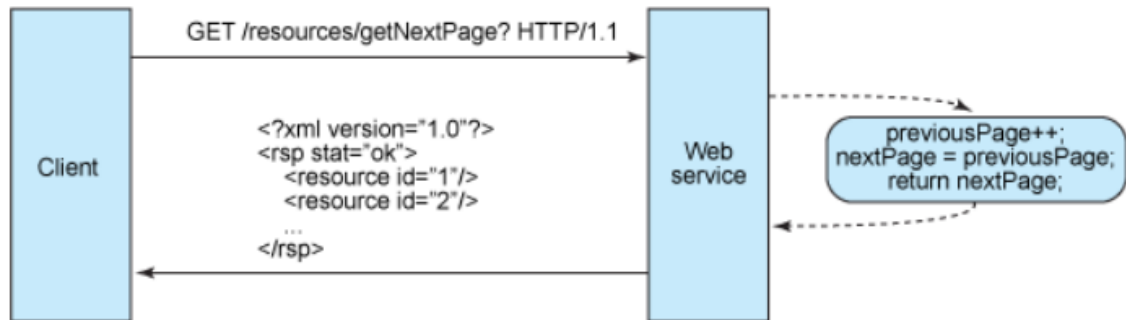 GET /resources/getNextPage? HTTP/1.1
Client
<?xml version="1.0"?>
<rsp stat="ok">
<resource id="1"/>
<resource id="2"/>
...
</rsp>
Web
service
previousPage++;
nextPage = previousPage;
return nextPage;